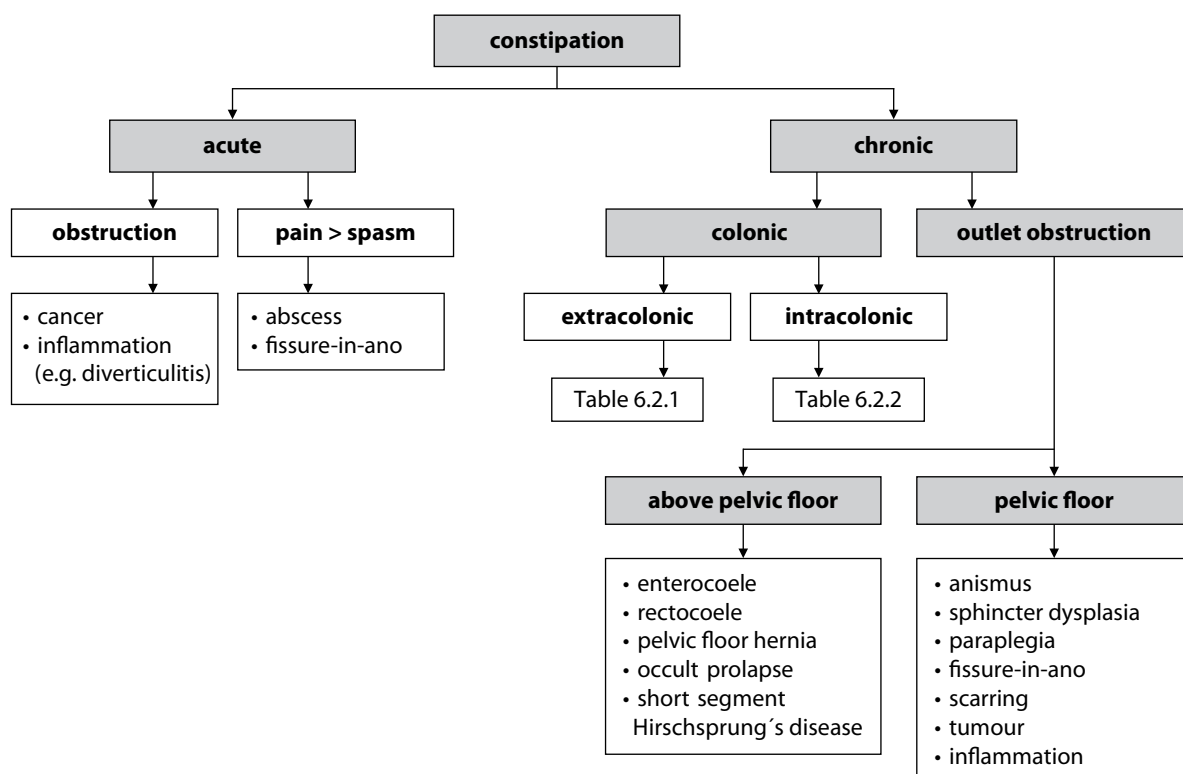 constipation
acute
chronic
obstruction
pain > spasm
colonic
outlet obstruction
• cancer
• inflammation
(e.g. diverticulitis)
• abscess
• fissure-in-ano
extracolonic
intracolonic
Table 6.2.1
Table 6.2.2
above pelvic floor
pelvic floor
• enterocoele
• rectocoele
• pelvic floor hernia
• occult prolapse
• short segment
Hirschsprung´s disease
• anismus
• sphincter dysplasia
• paraplegia
• fissure-in-ano
• scarring
• tumour
• inflammation